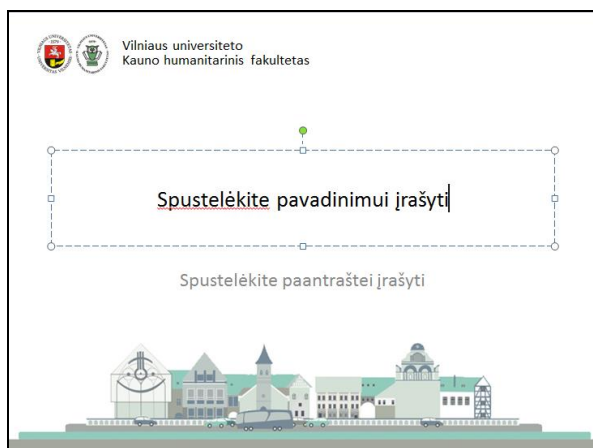 Vilniaus universiteto
Kauno humanitarinis fakultetas
Spustelėkite pavadinimui įrašyti
Spustelėkite paantraštei įrašyti